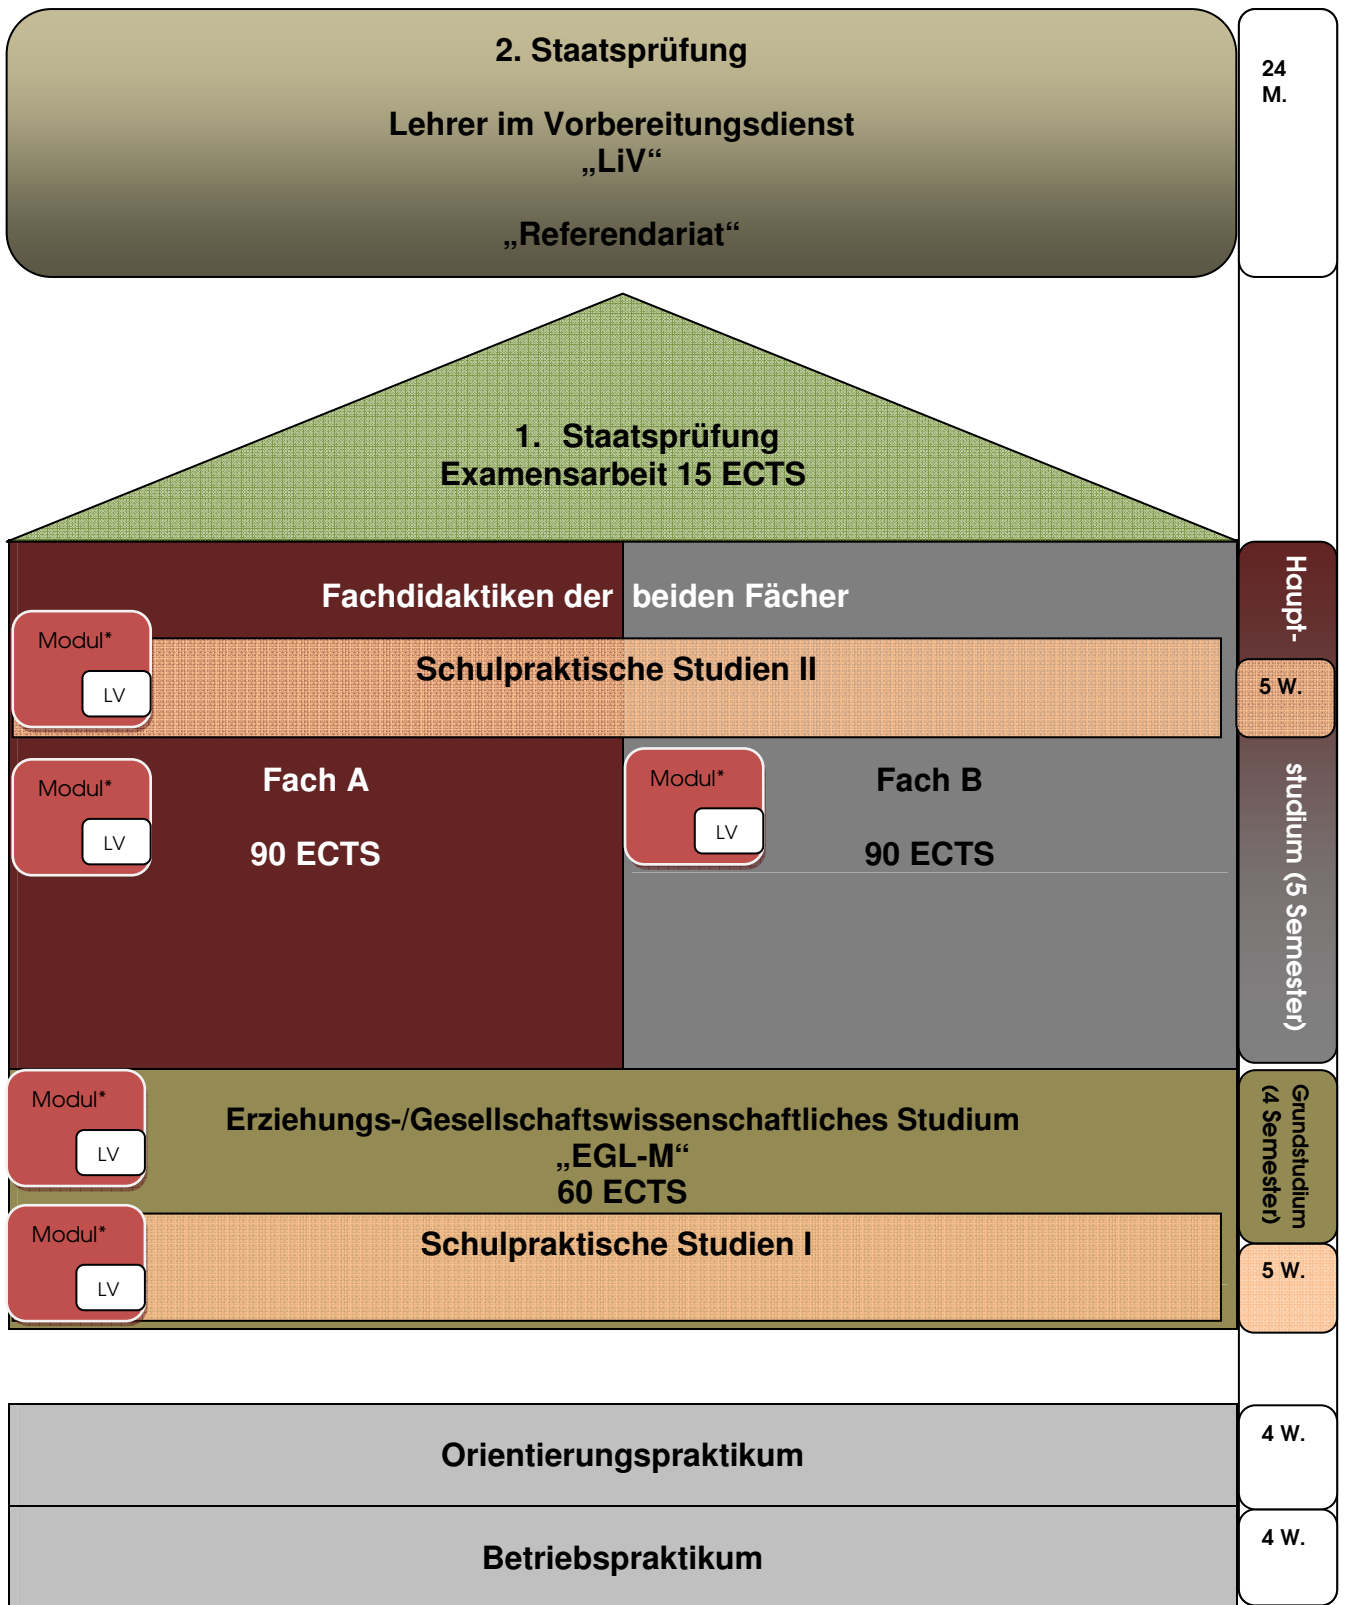 2. Staatsprüfung
24
M.
Lehrer im Vorbereitungsdienst
„LiV“
„Referendariat“
1. Staatsprüfung
Examensarbeit 15 ECTS
Fachdidaktiken der beiden Fächer
Haupt-
Modul*
LV
Schulpraktische Studien II
5 W.
Modul*
LV
Fach A
90 ECTS
Modul*
LV
Fach B
90 ECTS
studium (5 Semester)
Modul*
LV
Erziehungs-/Gesellschaftswissenschaftliches Studium
„EGL-M“
60 ECTS
Grundstudium
(4 Semester)
Modul*
LV
Schulpraktische Studien I
5 W.
Orientierungspraktikum
4 W.
Betriebspraktikum
4 W.